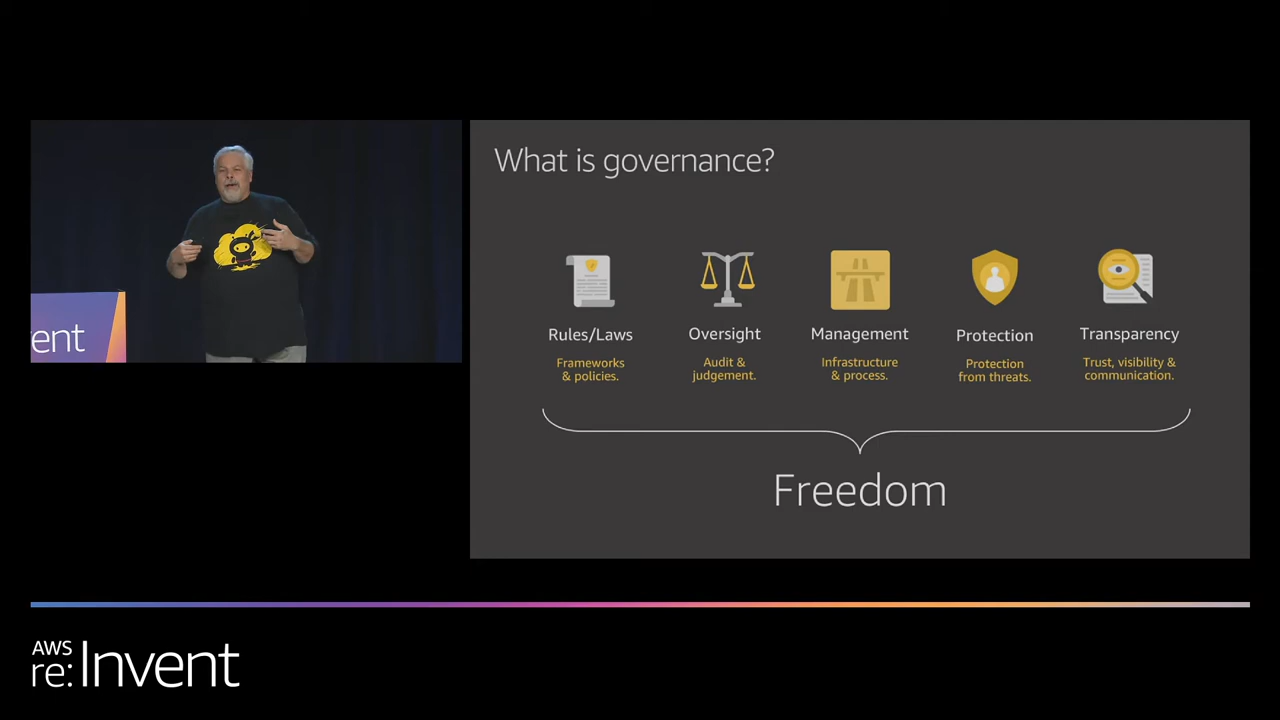 What is governance?
Rules/Laws
Frameworks
& policies.
Oversight
Audit &
judgement.
Management
Infrastructure
& process.
Protection
Protection
from threats.
Transparency
Trust, visibility &
communication.
Freedom
ent
AWS
re:Invent